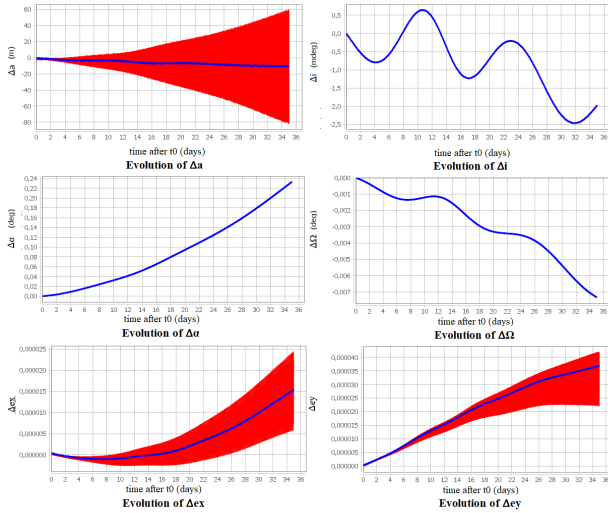 60
40
20
0
-20
-40
-60
-80
Δa (m)
0 2 4 6 8 10 12 14 16 18 20 22 24 26 28 30 32 34 36
time after t0 (days)
Evolution of Δa
0,5
0,0
-0,5
-1,0
-1,5
-2,0
-2,5
Δi (mdeg)
0 2 4 6 8 10 12 14 16 18 20 22 24 26 28 30 32 34 36
time after t0 (days)
Evolution of Δi
0,24
0,22
0,20
0,18
0,16
0,14
0,12
0,10
0,08
0,06
0,04
0,02
0,00
Δα (deg)
0 2 4 6 8 10 12 14 16 18 20 22 24 26 28 30 32 34 36
time after t0 (days)
Evolution of Δα
0,000
-0,001
-0,002
-0,003
-0,004
-0,005
-0,006
-0,007
ΔΩ (deg)
0 2 4 6 8 10 12 14 16 18 20 22 24 26 28 30 32 34 36
time after t0 (days)
Evolution of ΔΩ
0,000025
0,000015
0,000010
0,000005
0,000000
Δex
0 2 4 6 8 10 12 14 16 18 20 22 24 26 28 30 32 34 36
time after t0 (days)
Evolution of Δex
0,000040
0,000035
0,000030
0,000025
0,000020
0,000015
0,000010
0,000005
0,000000
Δey
0 2 4 6 8 10 12 14 16 18 20 22 24 26 28 30 32 34 36
time after t0 (days)
Evolution of Δey